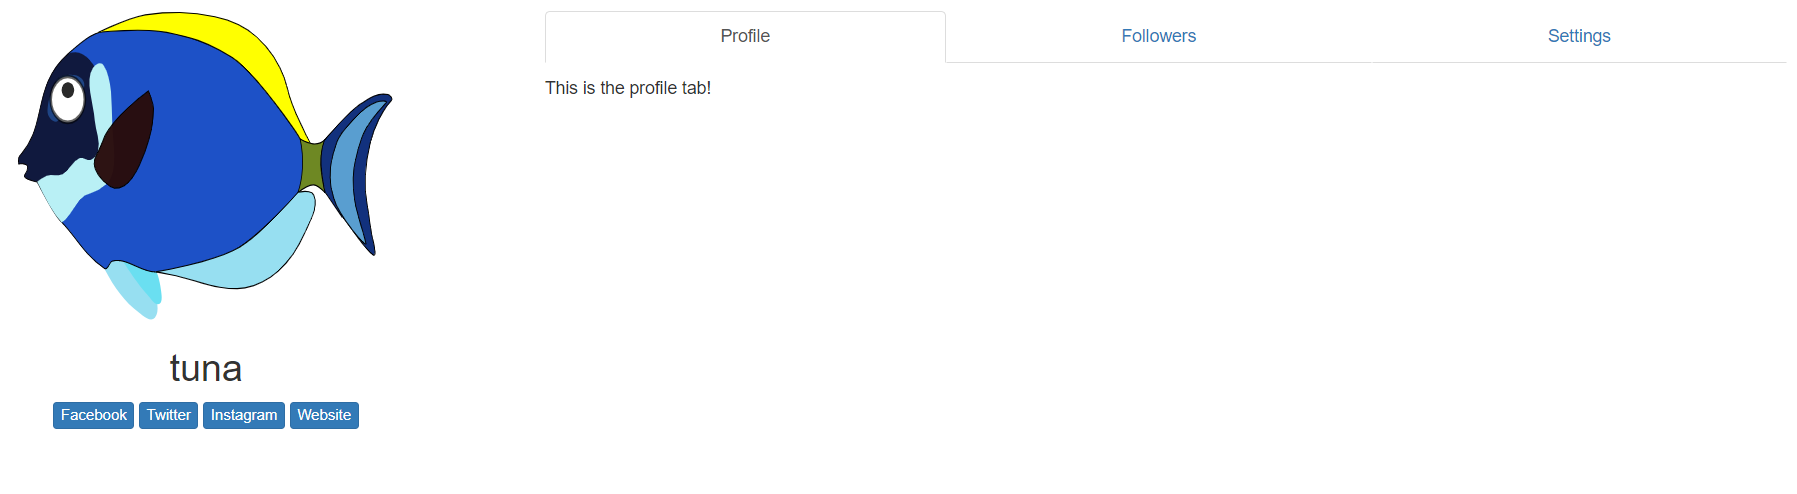 Profile Followers Settings
This is the profile tab!
tuna
Facebook Twitter Instagram Website